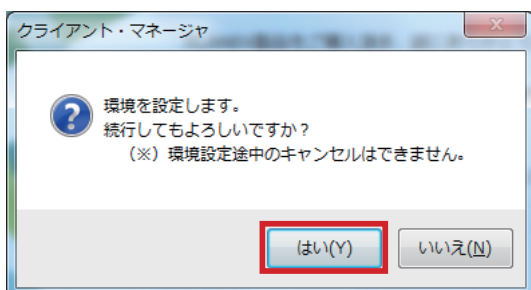 クライアント・マネージャ
環境を設定します。
続行してもよろしいですか？
（※）環境設定途中のキャンセルはできません。
はい(Y)
いいえ(N)